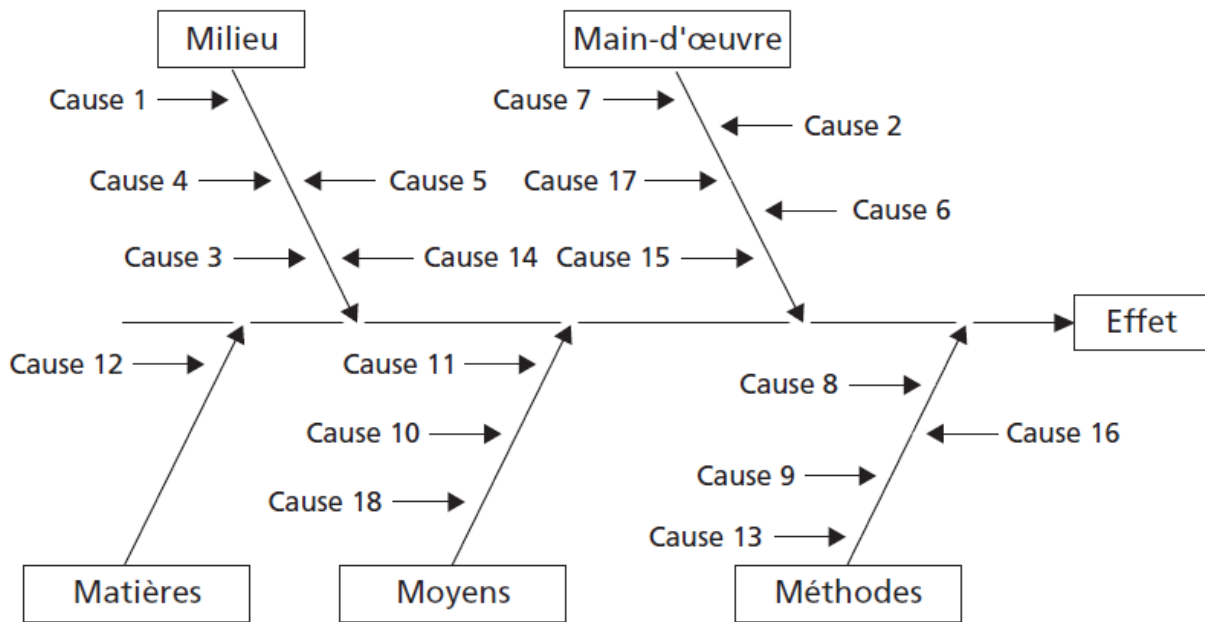 Milieu
Main-d'œuvre
Cause 1
Cause 7
Cause 2
Cause 4
Cause 5
Cause 17
Cause 6
Cause 3
Cause 14
Cause 15
Effet
Cause 12
Cause 11
Cause 8
Cause 10
Cause 16
Cause 9
Cause 18
Cause 13
Matières
Moyens
Méthodes